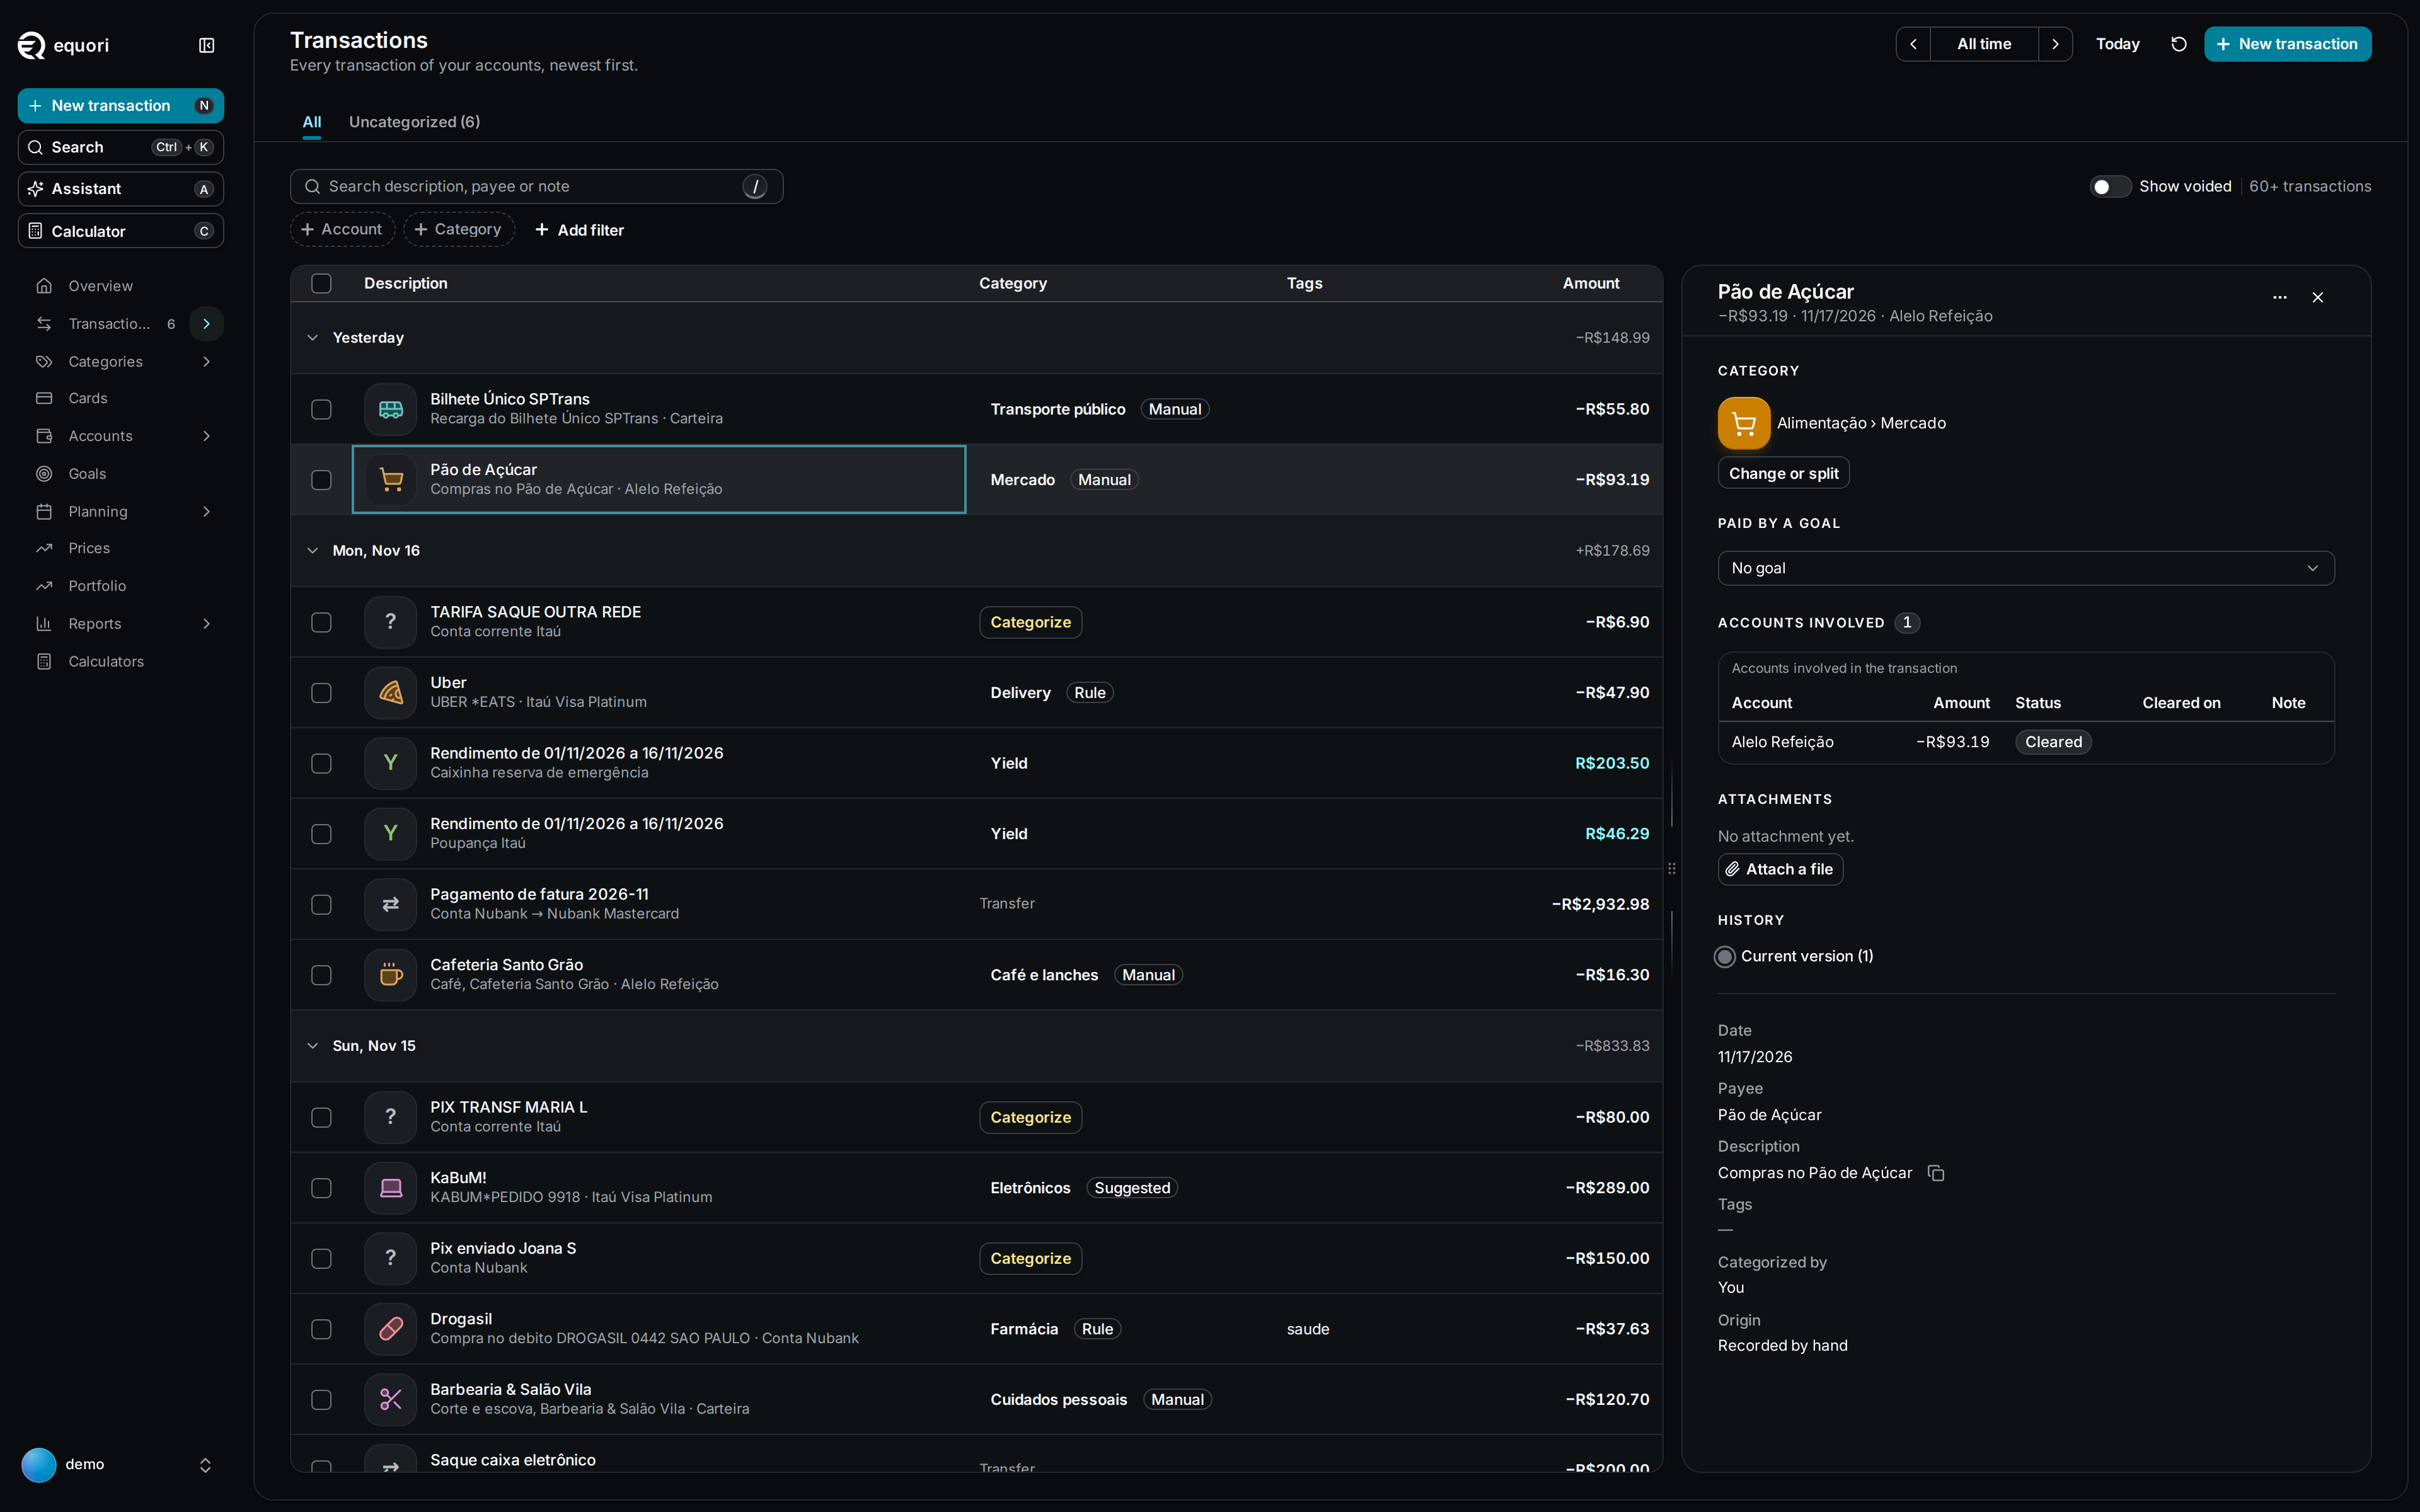 equori
New transaction N
Search Ctrl + K
Assistant A
Calculator C
Overview
Transactio... 6
Categories
Cards
Accounts
Goals
Planning
Prices
Portfolio
Reports
Calculators
demo
Transactions
Every transaction of your accounts, newest first.
All time
Today
New transaction
All
Uncategorized (6)
Search description, payee or note /
Show voided
60+ transactions
+ Account
+ Category
+ Add filter
Description Category Tags Amount
Yesterday −R$148.99
Bilhete Único SPTrans
Recarga do Bilhete Único SPTrans · Carteira
Transporte público Manual −R$55.80
Pão de Açúcar
Compras no Pão de Açúcar · Alelo Refeição
Mercado Manual −R$93.19
Mon, Nov 16 +R$178.69
? TARIFA SAQUE OUTRA REDE
Conta corrente Itaú
Categorize −R$6.90
Uber
UBER *EATS · Itaú Visa Platinum
Delivery Rule −R$47.90
Y Rendimento de 01/11/2026 a 16/11/2026
Caixinha reserva de emergência
Yield R$203.50
Y Rendimento de 01/11/2026 a 16/11/2026
Poupança Itaú
Yield R$46.29
Pagamento de fatura 2026-11
Conta Nubank → Nubank Mastercard
Transfer −R$2,932.98
Cafeteria Santo Grão
Café, Cafeteria Santo Grão · Alelo Refeição
Café e lanches Manual −R$16.30
Sun, Nov 15 −R$833.83
? PIX TRANSF MARIA L
Conta corrente Itaú
Categorize −R$80.00
KaBuM!
KABUM*PEDIDO 9918 · Itaú Visa Platinum
Eletrônicos Suggested −R$289.00
? Pix enviado Joana S
Conta Nubank
Categorize −R$150.00
Drogasil
Compra no debito DROGASIL 0442 SAO PAULO · Conta Nubank
Farmácia Rule saude −R$37.63
Barbearia & Salão Vila
Corte e escova, Barbearia & Salão Vila · Carteira
Cuidados pessoais Manual −R$120.70
Saque caixa eletrônico
Transfer −R$200.00
Pão de Açúcar
−R$93.19 · 11/17/2026 · Alelo Refeição
CATEGORY
Alimentação › Mercado
Change or split
PAID BY A GOAL
No goal
ACCOUNTS INVOLVED 1
Accounts involved in the transaction
Account Amount Status Cleared on Note
Alelo Refeição −R$93.19 Cleared
ATTACHMENTS
No attachment yet.
Attach a file
HISTORY
Current version (1)
Date
11/17/2026
Payee
Pão de Açúcar
Description
Compras no Pão de Açúcar
Tags
—
Categorized by
You
Origin
Recorded by hand